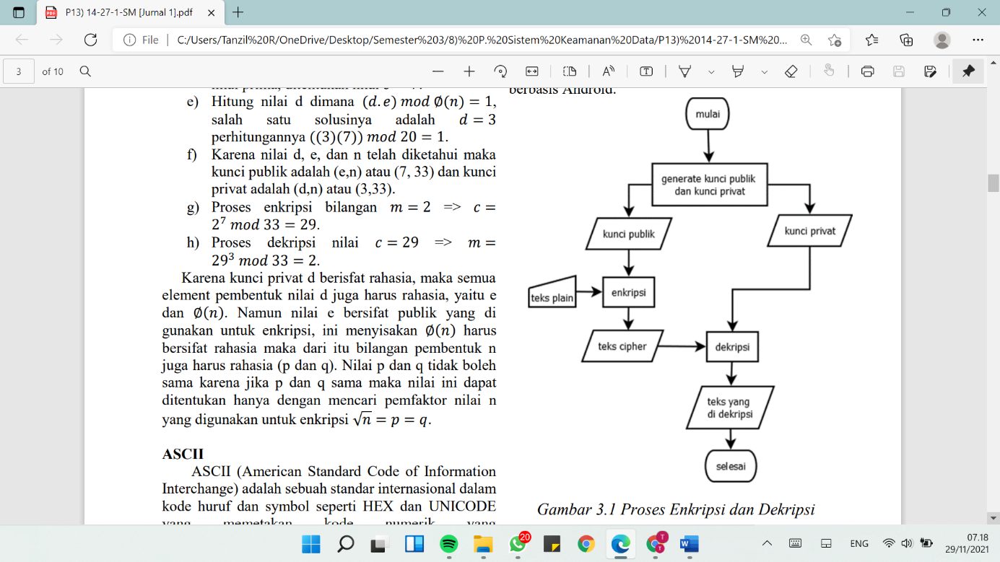 P13) 14-27-1-SM [Jurnal 1].pdf
File
C:/Users/Tanzil%20R/OneDrive/Desktop/Semester%203/8)%20P.%20Sistem%20Keamanan%20Data/P13)%2014-27-1-SM%20...
3 of 10
e) Hitung nilai d dimana (d.e) mod Ø(n) = 1,
salah satu solusinya adalah d = 3
perhitungannya ((3)(7)) mod 20 = 1.
f) Karena nilai d, e, dan n telah diketahui maka
kunci publik adalah (e,n) atau (7, 33) dan kunci
privat adalah (d,n) atau (3,33).
g) Proses enkripsi bilangan m = 2 => c =
2⁷ mod 33 = 29.
h) Proses dekripsi nilai c = 29 => m =
29³ mod 33 = 2.
Karena kunci privat d berisfat rahasia, maka semua
element pembentuk nilai d juga harus rahasia, yaitu e
dan Ø(n). Namun nilai e bersifat publik yang di
gunakan untuk enkripsi, ini menyisakan Ø(n) harus
bersifat rahasia maka dari itu bilangan pembentuk n
juga harus rahasia (p dan q). Nilai p dan q tidak boleh
sama karena jika p dan q sama maka nilai ini dapat
ditentukan hanya dengan mencari pemfaktor nilai n
yang digunakan untuk enkripsi √n = p = q.
ASCII
ASCII (American Standard Code of Information
Interchange) adalah sebuah standar internasional dalam
kode huruf dan symbol seperti HEX dan UNICODE
yang memetakan kode numerik yang
berbasis Android.
mulai
generate kunci publik
dan kunci privat
kunci publik
kunci privat
teks plain
enkripsi
teks cipher
dekripsi
teks yang
di dekripsi
selesai
Gambar 3.1 Proses Enkripsi dan Dekripsi
20
T
T
W
ENG
07.18
29/11/2021